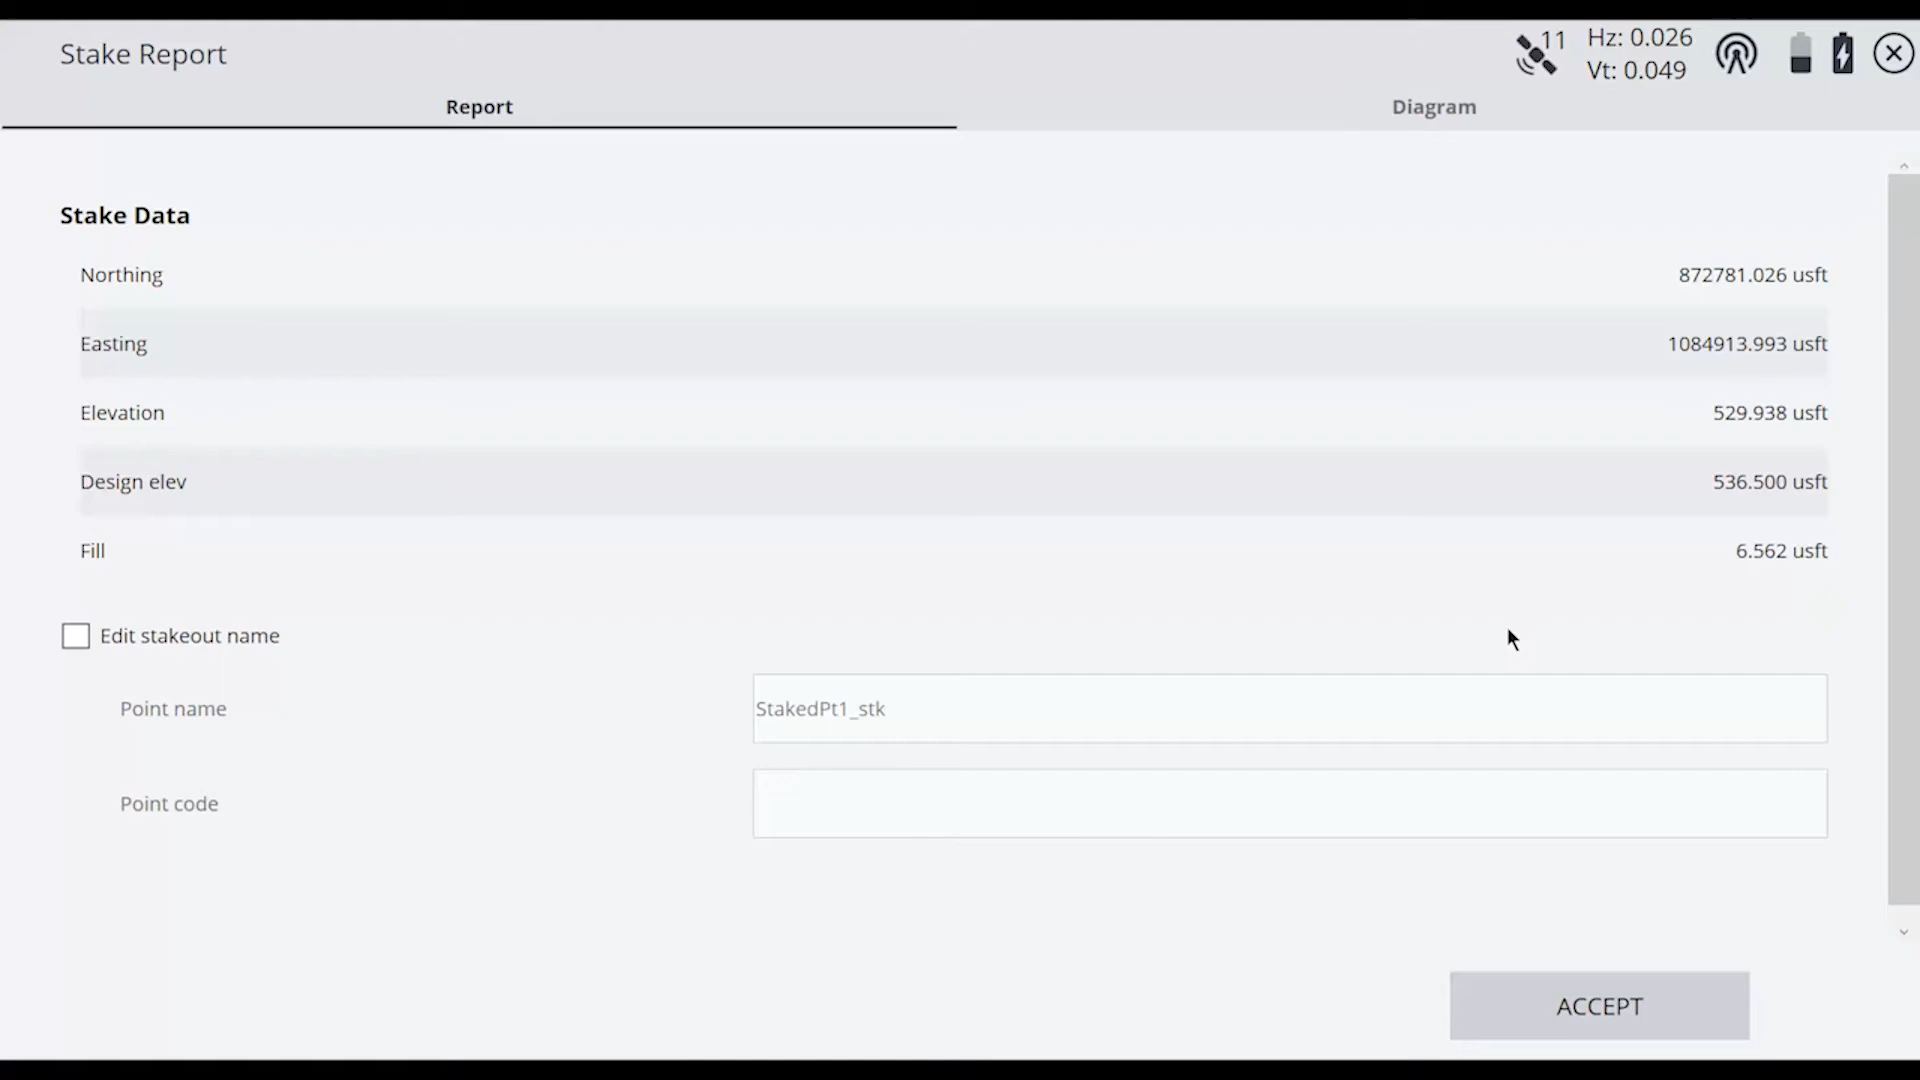 Stake Report
11
Hz: 0.026
Vt: 0.049
Report
Diagram
Stake Data
Northing 872781.026 usft
Easting 1084913.993 usft
Elevation 529.938 usft
Design elev 536.500 usft
Fill 6.562 usft
Edit stakeout name
Point name StakedPt1_stk
Point code
ACCEPT